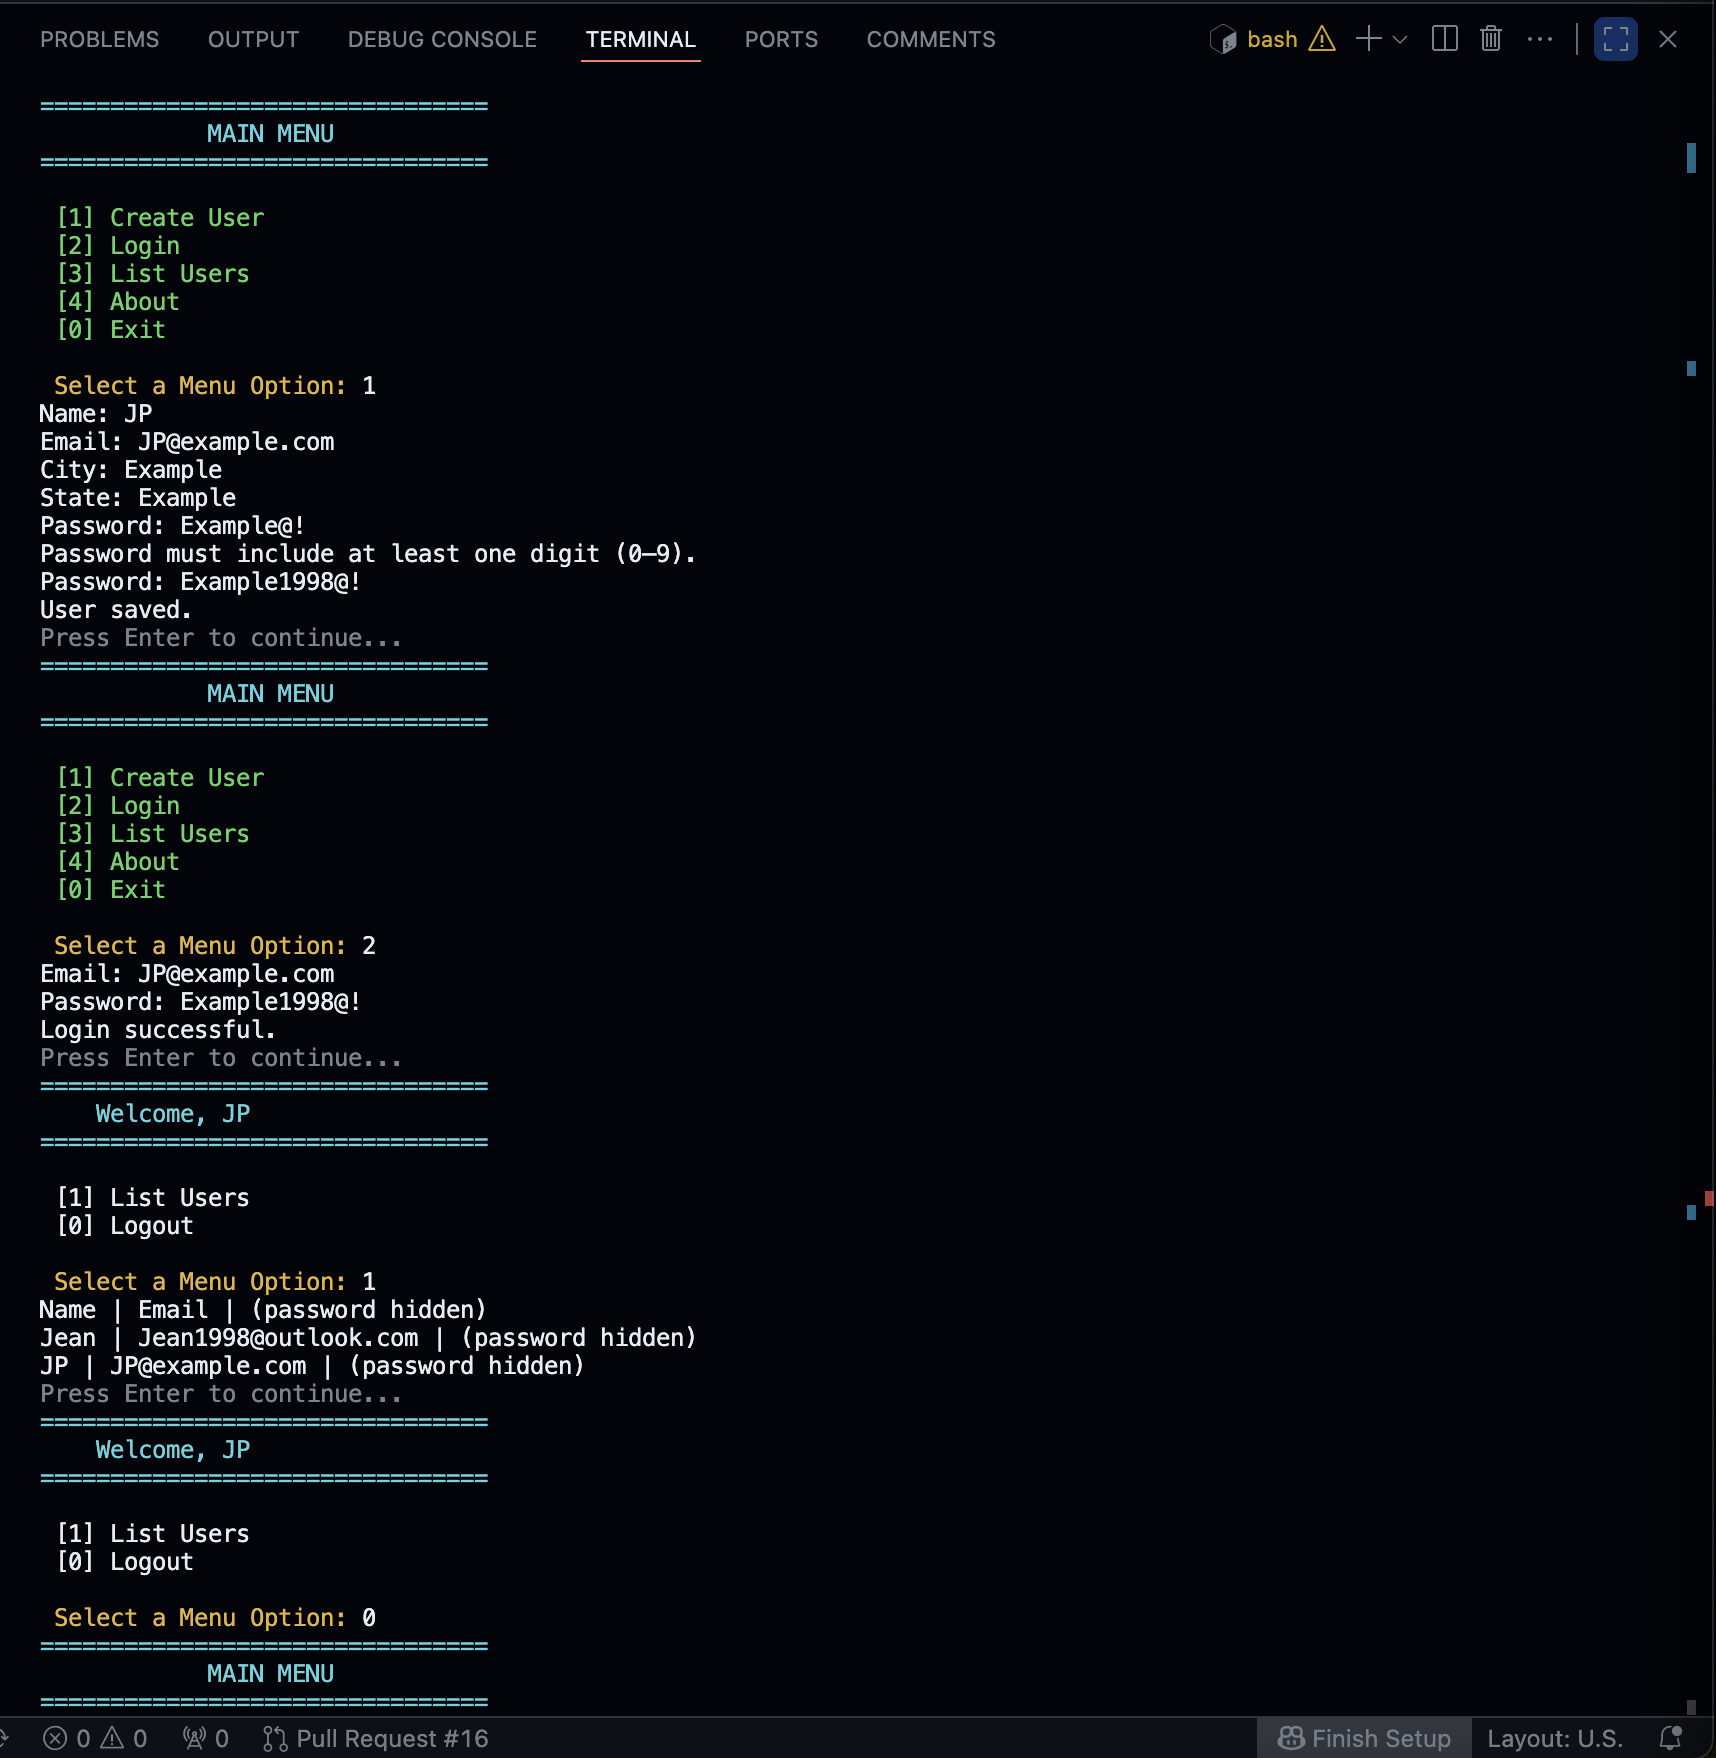 PROBLEMS OUTPUT DEBUG CONSOLE TERMINAL PORTS COMMENTS bash
================================
MAIN MENU
================================
[1] Create User
[2] Login
[3] List Users
[4] About
[0] Exit
Select a Menu Option: 1
Name: JP
Email: JP@example.com
City: Example
State: Example
Password: Example@!
Password must include at least one digit (0–9).
Password: Example1998@!
User saved.
Press Enter to continue...
================================
MAIN MENU
================================
[1] Create User
[2] Login
[3] List Users
[4] About
[0] Exit
Select a Menu Option: 2
Email: JP@example.com
Password: Example1998@!
Login successful.
Press Enter to continue...
================================
Welcome, JP
================================
[1] List Users
[0] Logout
Select a Menu Option: 1
Name | Email | (password hidden)
Jean | Jean1998@outlook.com | (password hidden)
JP | JP@example.com | (password hidden)
Press Enter to continue...
================================
Welcome, JP
================================
[1] List Users
[0] Logout
Select a Menu Option: 0
================================
MAIN MENU
================================
0 0 0 Pull Request #16 Finish Setup Layout: U.S.